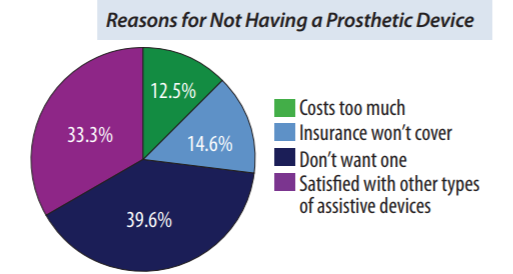 Reasons for Not Having a Prosthetic Device
12.5%
14.6%
33.3%
39.6%
Costs too much
Insurance won't cover
Don't want one
Satisfied with other types
of assistive devices